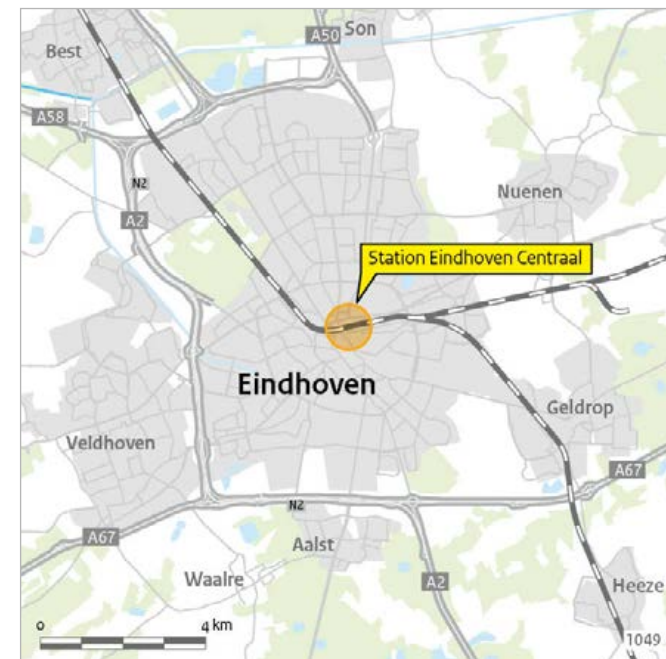 Best
A50
Son
A58
N2
A2
Nuenen
Station Eindhoven Centraal
Eindhoven
Geldrop
Veldhoven
A67
N2
A67
Aalst
Waalre
A2
Heeze
0
4 km
1049